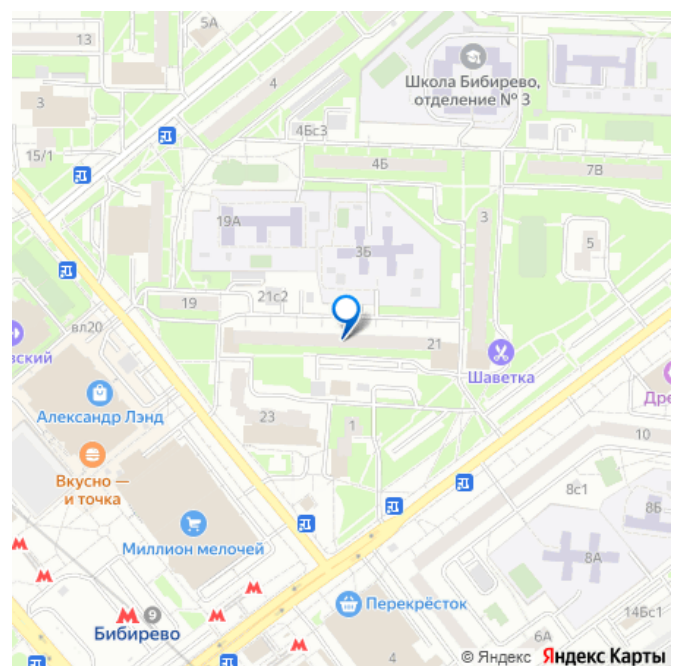 5А
13
4
Школа Бибирево,
отделение № 3
3
4Бс3
15/1
4Б
7В
19А
3
3Б
5
21с2
19
вл20
21
вский
Шаветка
Александр Лэнд
Дре
23
1
10
Вкусно —
и точка
8с1
8Б
Миллион мелочей
8А
Перекрёсток
9
14Бс1
Бибирево
6А
4
© Яндекс Яндекс Карты